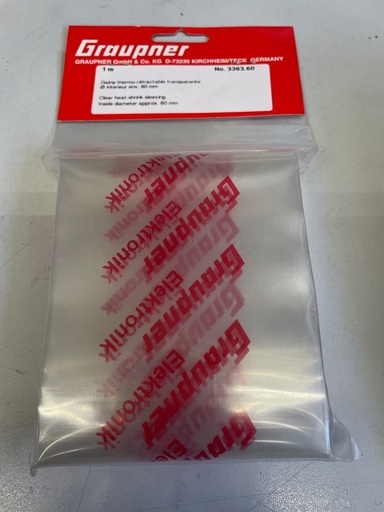 Graupner
GRAUPNER GmbH & Co. KG D-73230 KIRCHHEIM/TECK GERMANY
1 m No. 3363.60
Gaine thermo-rétractable transparente
Ø intérieur env. 60 mm
Clear heat-shrink sleeving
Inside diameter approx. 60 mm
Graupner
Elektronik
Graupner
Elektronik
Graupner
Elektronik
Graupner